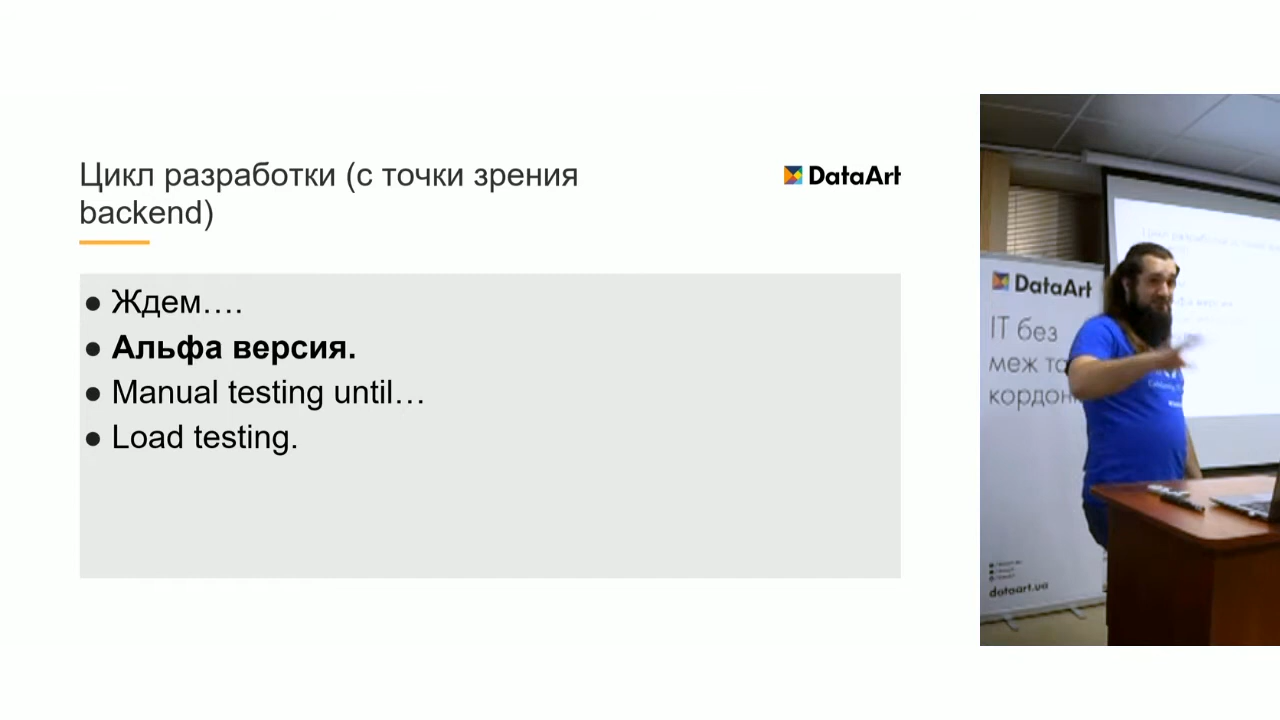 Цикл разработки (с точки зрения
backend)
DataArt
● Ждем….
● Альфа версия.
● Manual testing until…
● Load testing.
DataArt
IT без
меж та
кордон
dataart.ua